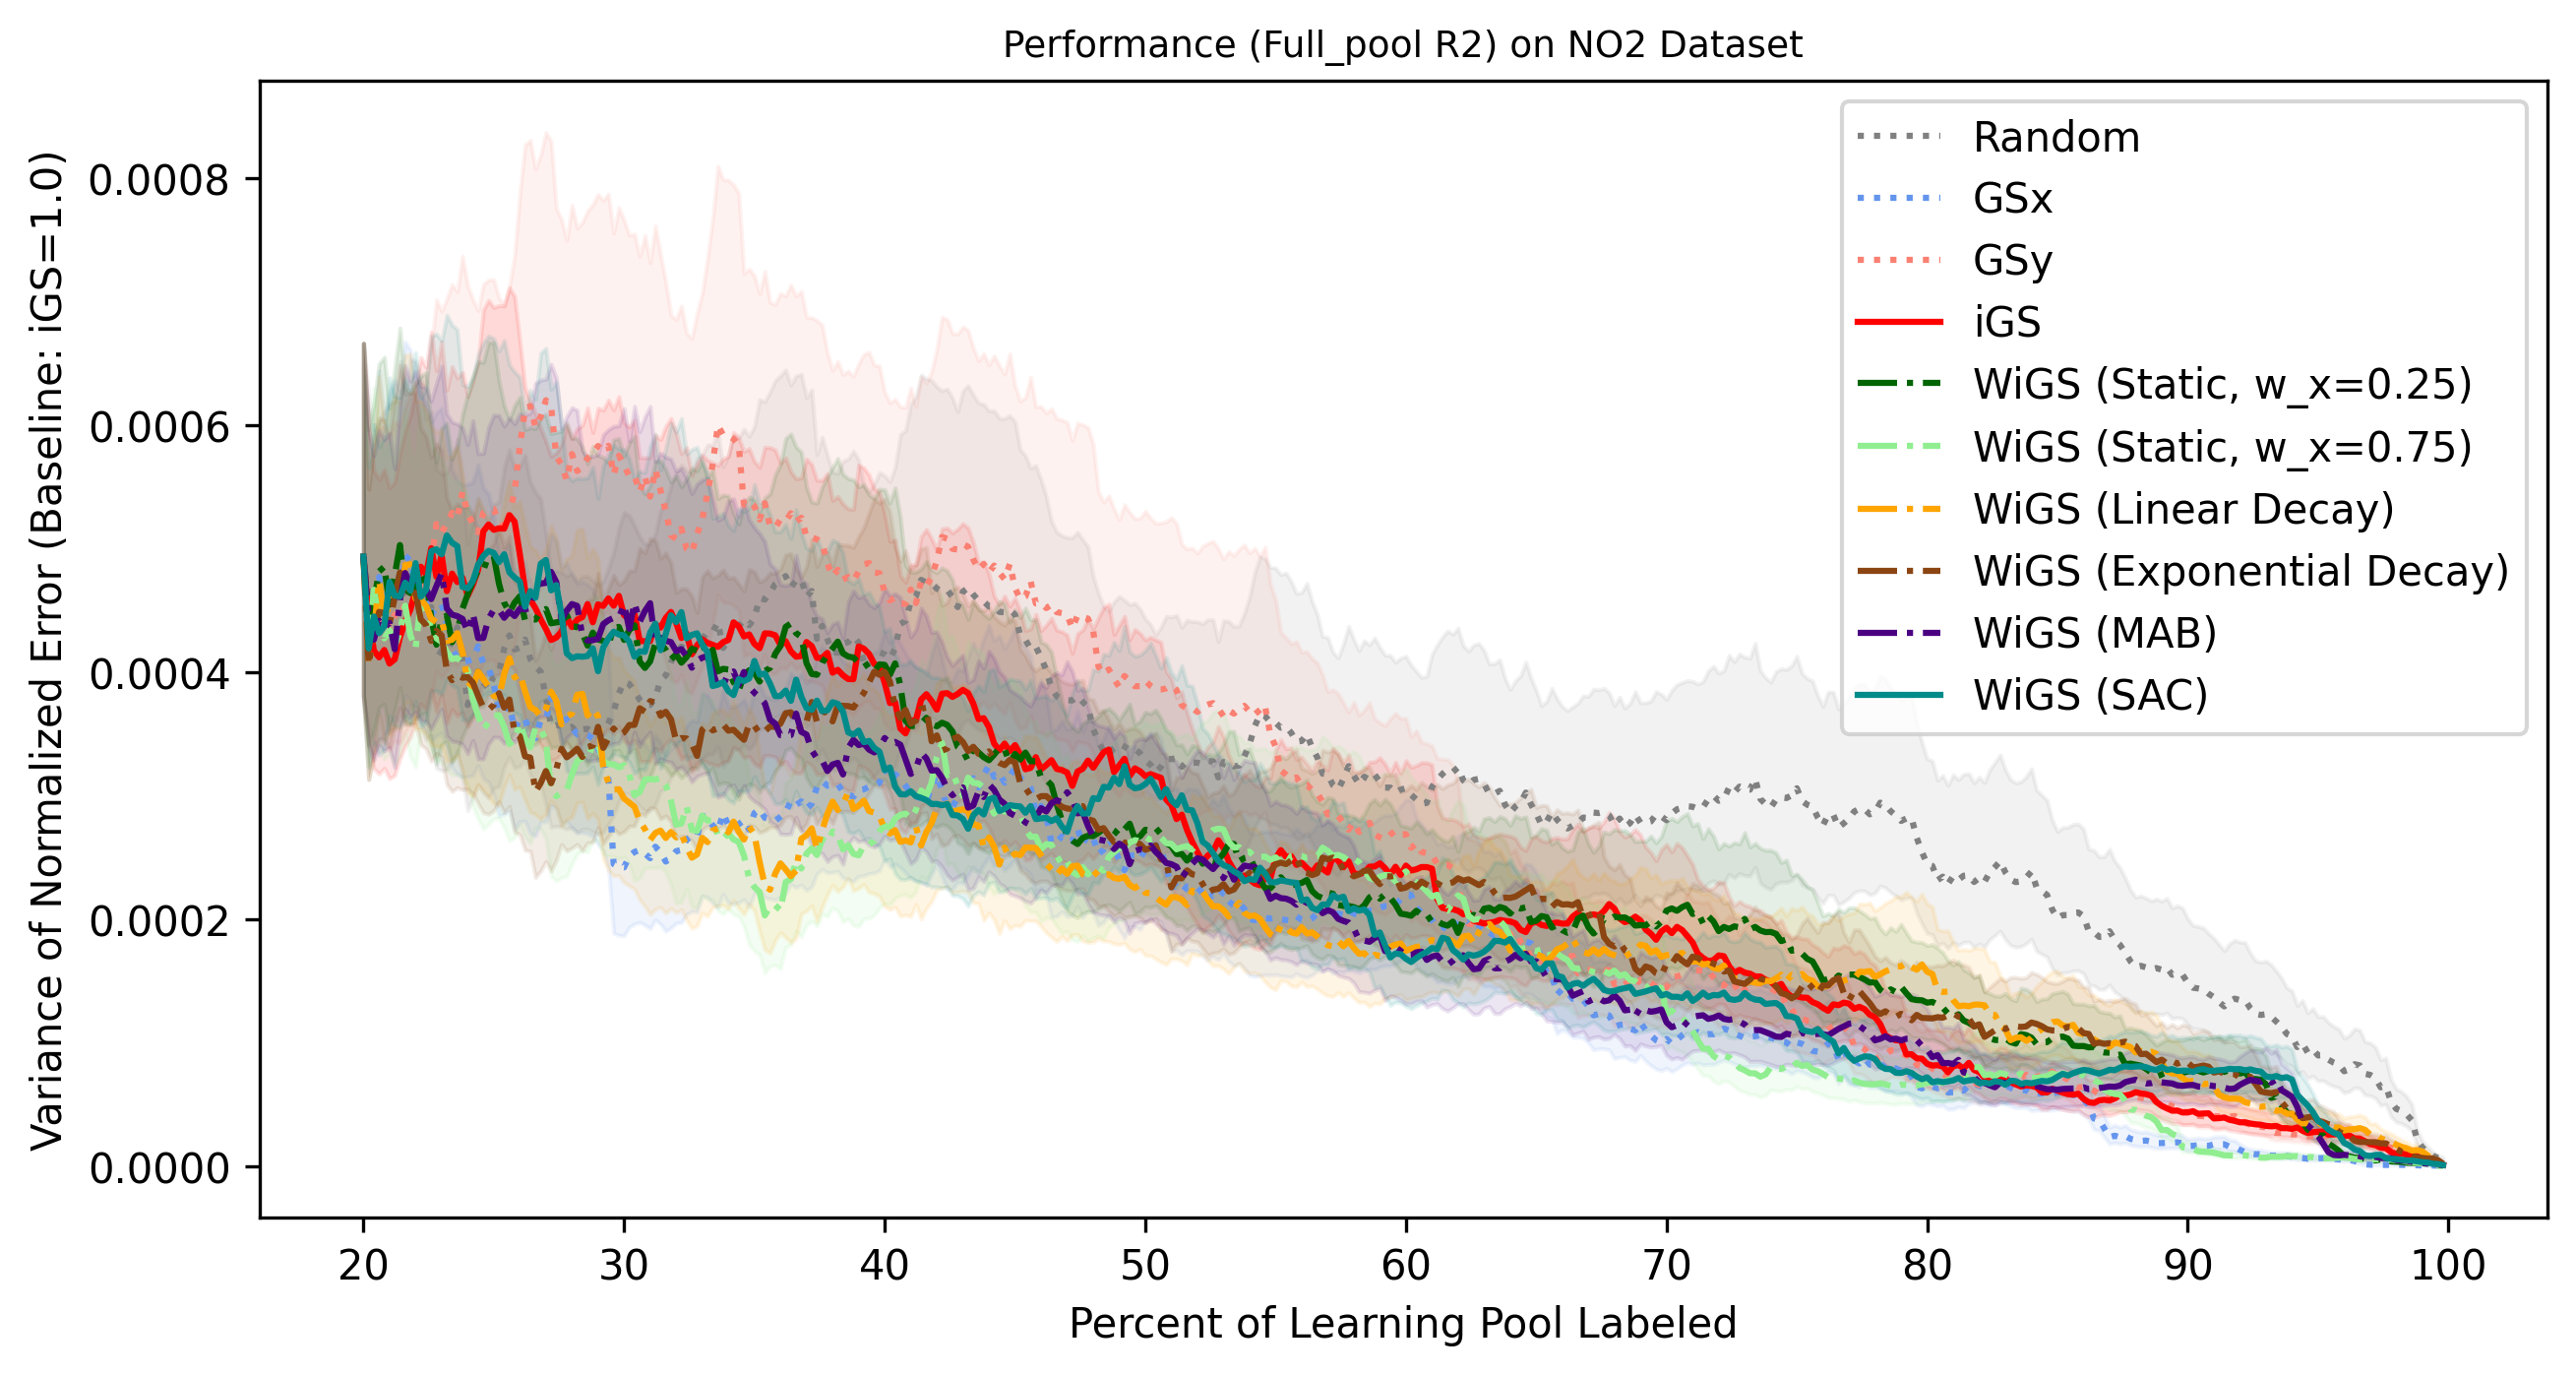 Performance (Full_pool R2) on NO2 Dataset
Variance of Normalized Error (Baseline: iGS=1.0)
0.0008
0.0006
0.0004
0.0002
0.0000
Random
GSx
GSy
iGS
WiGS (Static, w_x=0.25)
WiGS (Static, w_x=0.75)
WiGS (Linear Decay)
WiGS (Exponential Decay)
WiGS (MAB)
WiGS (SAC)
20 30 40 50 60 70 80 90 100
Percent of Learning Pool Labeled